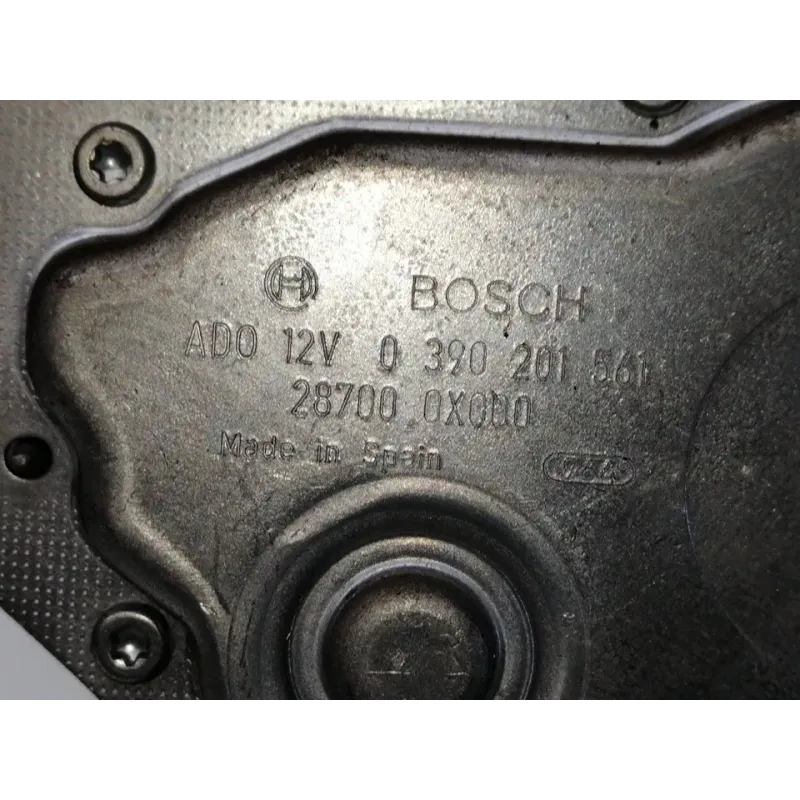 BOSCH
ADO 12V 0 390 201 561
28700 0X000
Made in Spain